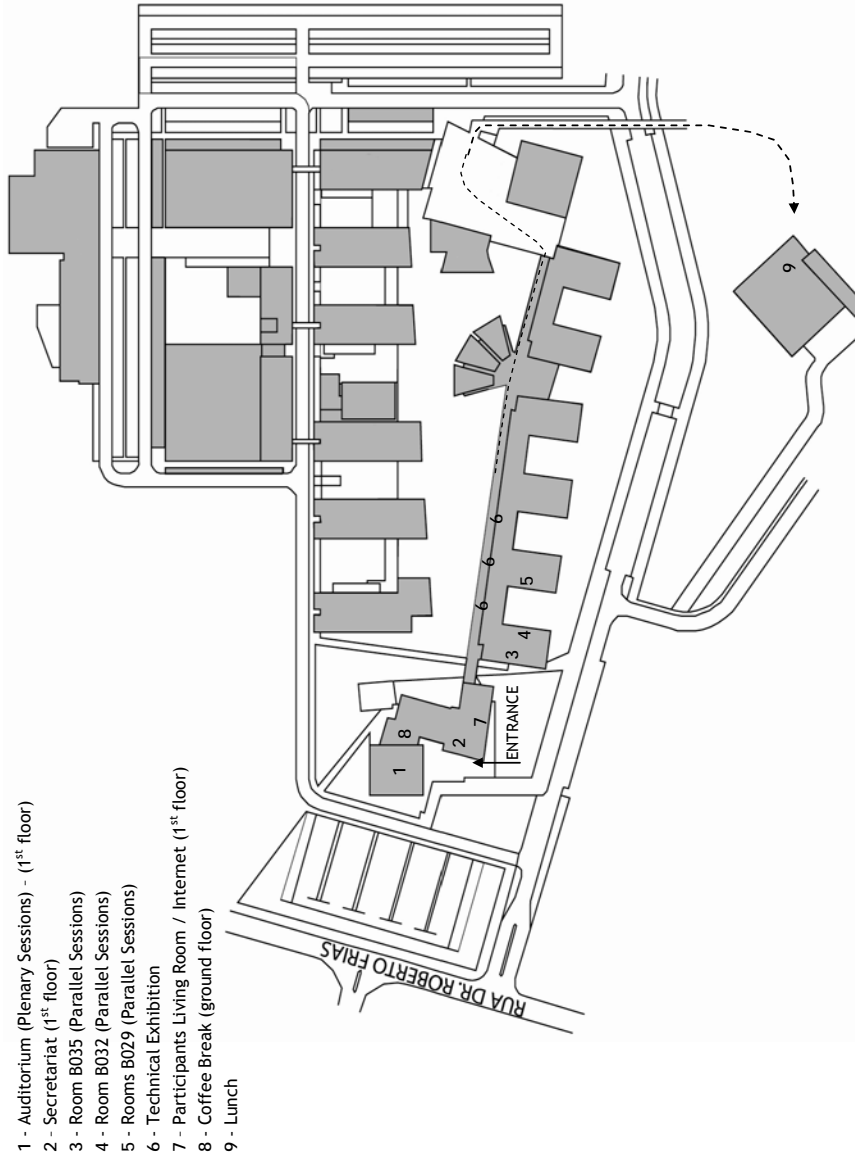 1 - Auditorium (Plenary Sessions) - (1st floor)
2 - Secretariat (1st floor)
3 - Room B035 (Parallel Sessions)
4 - Room B032 (Parallel Sessions)
5 - Rooms B029 (Parallel Sessions)
6 - Technical Exhibition
7 - Participants Living Room / Internet (1st floor)
8 - Coffee Break (ground floor)
9 - Lunch
RUA DR. ROBERTO FRIAS
1
8
2
7
ENTRANCE
3
4
5
6
6
6
9